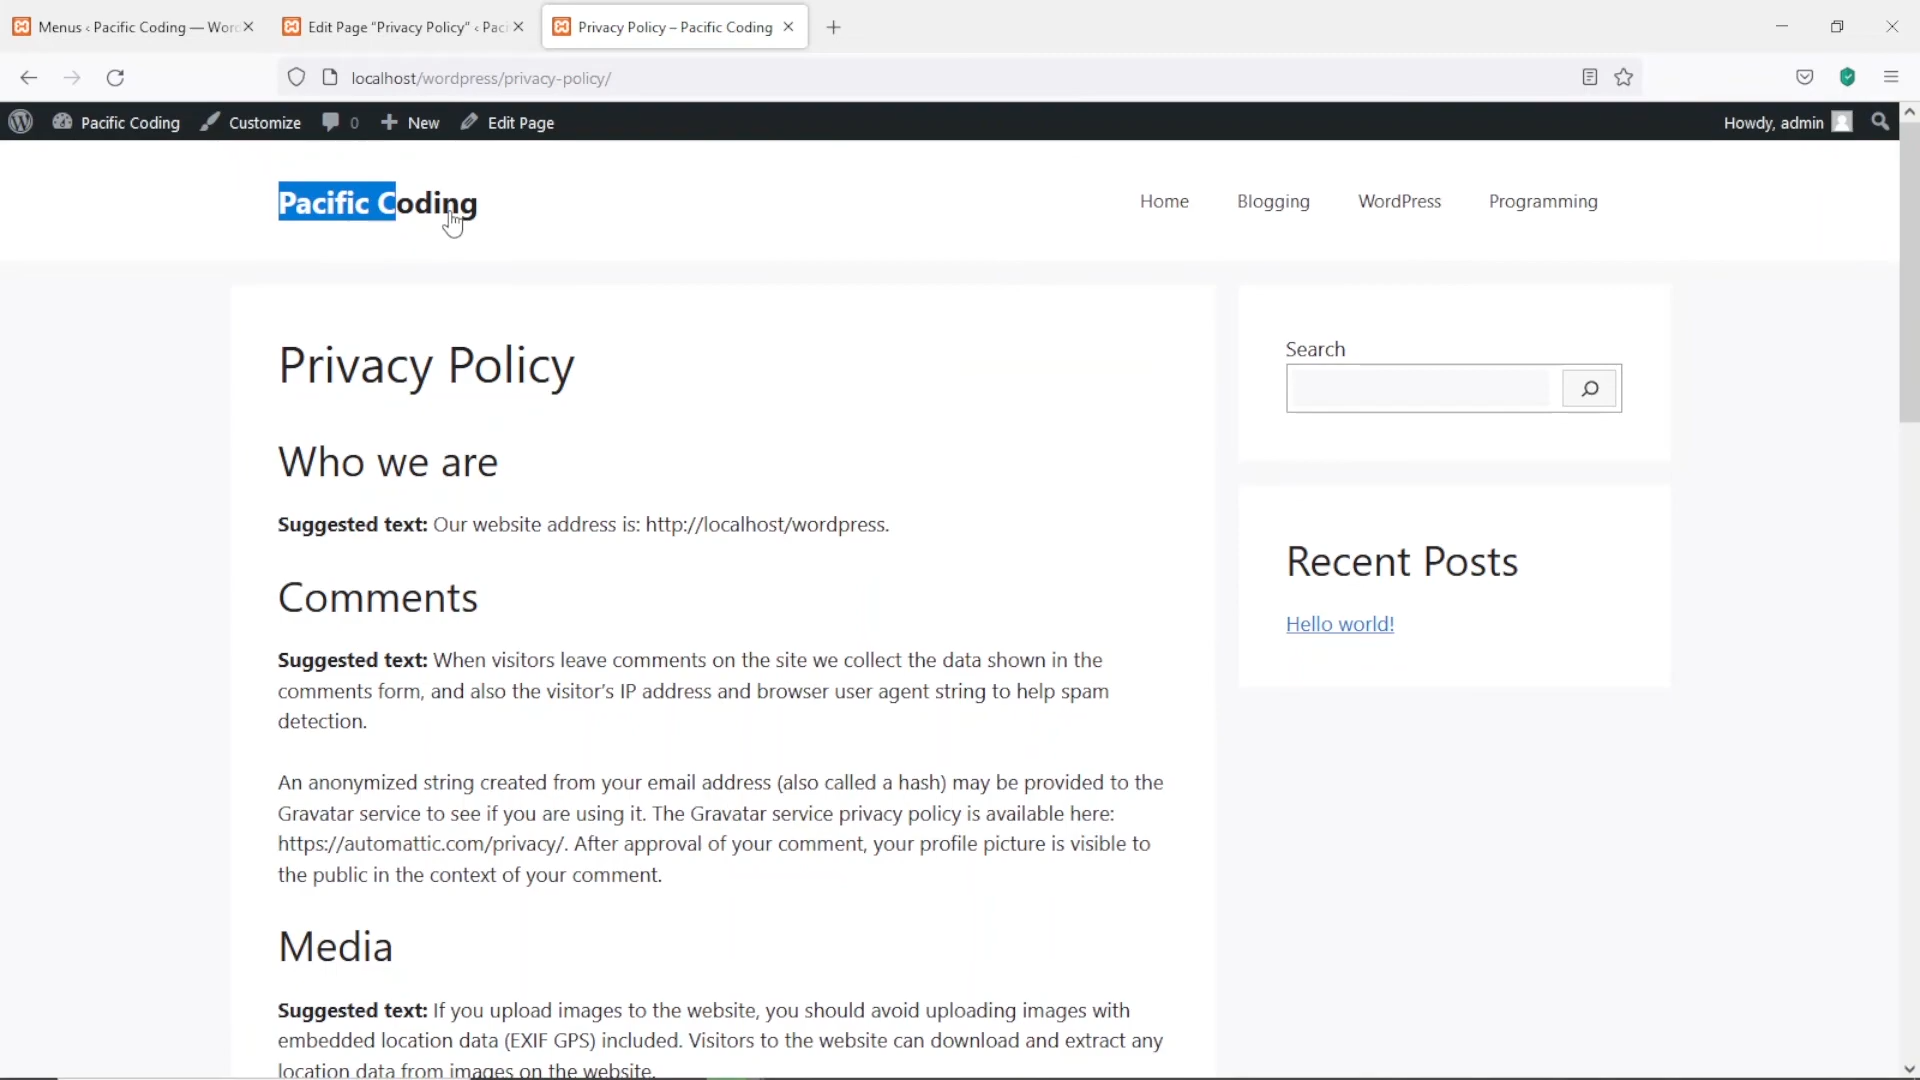 Menus ‹ Pacific Coding — Wor
Edit Page “Privacy Policy” ‹ Paci
Privacy Policy – Pacific Coding
localhost/wordpress/privacy-policy/
Pacific Coding
Customize
0
New
Edit Page
Howdy, admin
Pacific Coding
Home
Blogging
WordPress
Programming
Privacy Policy
Who we are
Suggested text: Our website address is: http://localhost/wordpress.
Comments
Suggested text: When visitors leave comments on the site we collect the data shown in the
comments form, and also the visitor’s IP address and browser user agent string to help spam
detection.
An anonymized string created from your email address (also called a hash) may be provided to the
Gravatar service to see if you are using it. The Gravatar service privacy policy is available here:
https://automattic.com/privacy/. After approval of your comment, your profile picture is visible to
the public in the context of your comment.
Media
Suggested text: If you upload images to the website, you should avoid uploading images with
embedded location data (EXIF GPS) included. Visitors to the website can download and extract any
location data from images on the website.
Search
Recent Posts
Hello world!